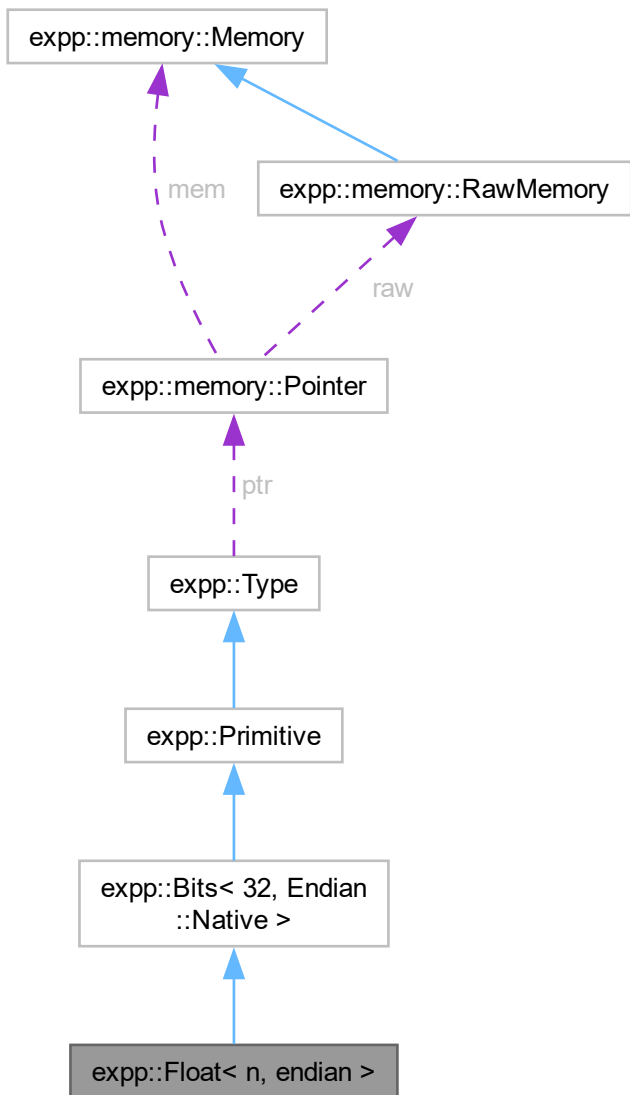 expp::memory::Memory
expp::memory::RawMemory
mem
raw
expp::memory::Pointer
ptr
expp::Type
expp::Primitive
expp::Bits< 32, Endian
::Native >
expp::Float< n, endian >